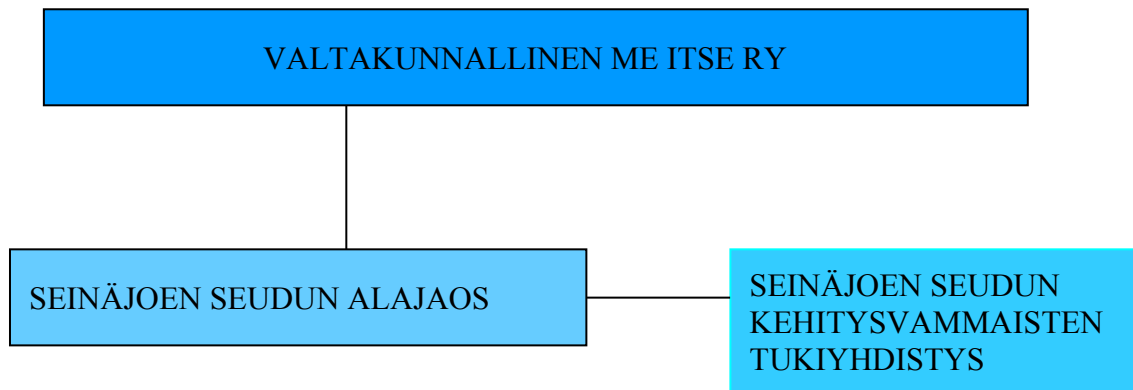 VALTAKUNNALLINEN ME ITSE RY
SEINÄJOEN SEUDUN ALAJAOS
SEINÄJOEN SEUDUN
KEHITYSVAMMAISTEN
TUKIYHDISTYS